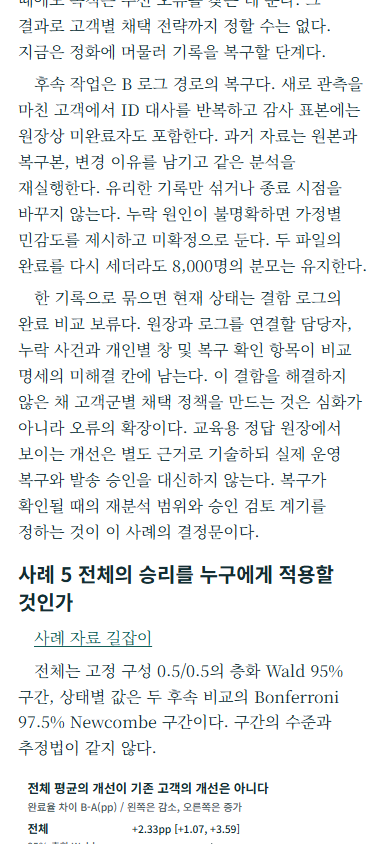 결과로 고객별 채택 전략까지 정할 수는 없다.
지금은 정화에 머물러 기록을 복구할 단계다.
후속 작업은 B 로그 경로의 복구다. 새로 관측을
마친 고객에서 ID 대사를 반복하고 감사 표본에는
원장상 미완료자도 포함한다. 과거 자료는 원본과
복구본, 변경 이유를 남기고 같은 분석을
재실행한다. 유리한 기록만 섞거나 종료 시점을
바꾸지 않는다. 누락 원인이 불명확하면 가정별
민감도를 제시하고 미확정으로 둔다. 두 파일의
완료를 다시 세더라도 8,000명의 분모는 유지한다.
한 기록으로 묶으면 현재 상태는 결함 로그의
완료 비교 보류다. 원장과 로그를 연결할 담당자,
누락 사건과 개인별 창 및 복구 확인 항목이 비교
명세의 미해결 칸에 남는다. 이 결함을 해결하지
않은 채 고객군별 채택 정책을 만드는 것은 심화가
아니라 오류의 확장이다. 교육용 정답 원장에서
보이는 개선은 별도 근거로 기술하되 실제 운영
복구와 발송 승인을 대신하지 않는다. 복구가
확인될 때의 재분석 범위와 승인 검토 계기를
정하는 것이 이 사례의 결정문이다.
사례 5 전체의 승리를 누구에게 적용할
것인가
사례 자료 길잡이
전체는 고정 구성 0.5/0.5의 층화 Wald 95%
구간, 상태별 값은 두 후속 비교의 Bonferroni
97.5% Newcombe 구간이다. 구간의 수준과
추정법이 같지 않다.
전체 평균의 개선이 기존 고객의 개선은 아니다
완료율 차이 B-A(pp) / 왼쪽은 감소, 오른쪽은 증가
전체 +2.33pp [+1.07, +3.59]